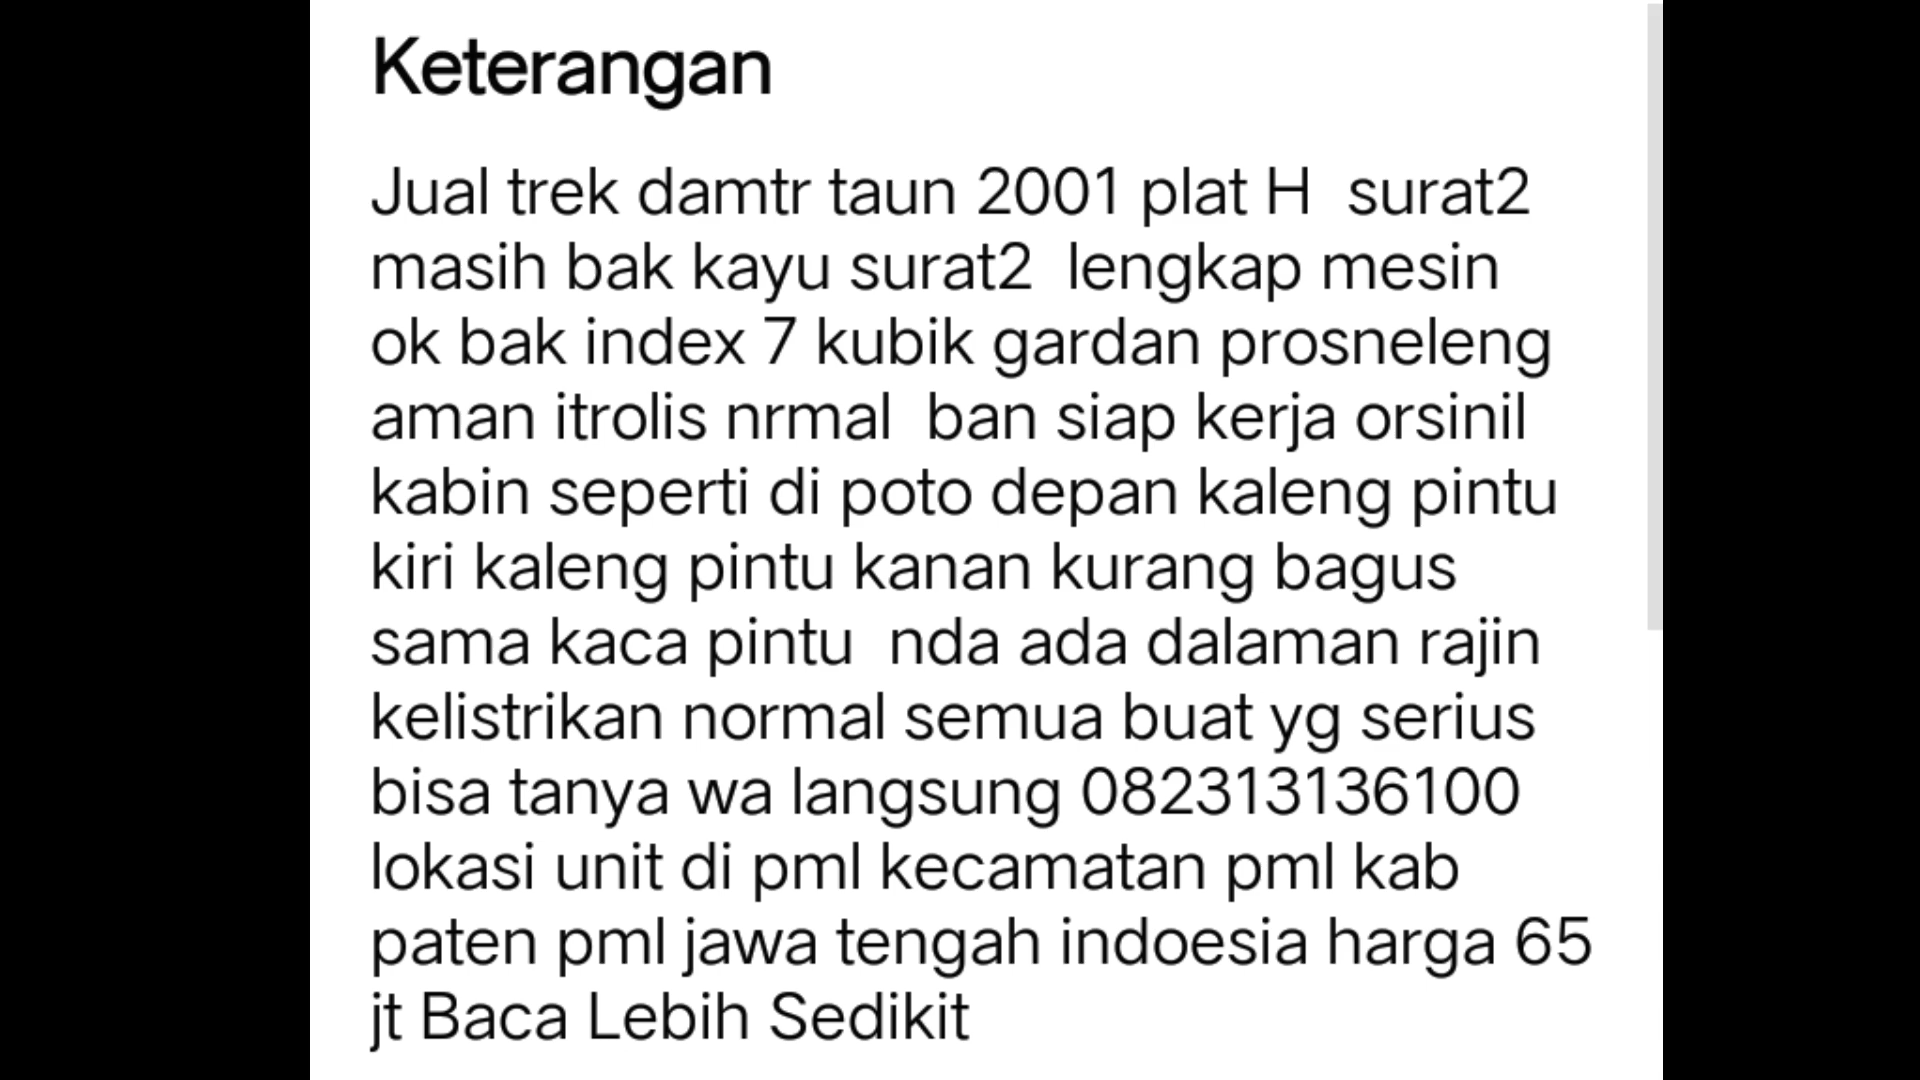 Keterangan
Jual trek damtr taun 2001 plat H  surat2
masih bak kayu surat2  lengkap mesin
ok bak index 7 kubik gardan prosneleng
aman itrolis nrmal  ban siap kerja orsinil
kabin seperti di poto depan kaleng pintu
kiri kaleng pintu kanan kurang bagus
sama kaca pintu  nda ada dalaman rajin
kelistrikan normal semua buat yg serius
bisa tanya wa langsung 082313136100
lokasi unit di pml kecamatan pml kab
paten pml jawa tengah indoesia harga 65
jt Baca Lebih Sedikit